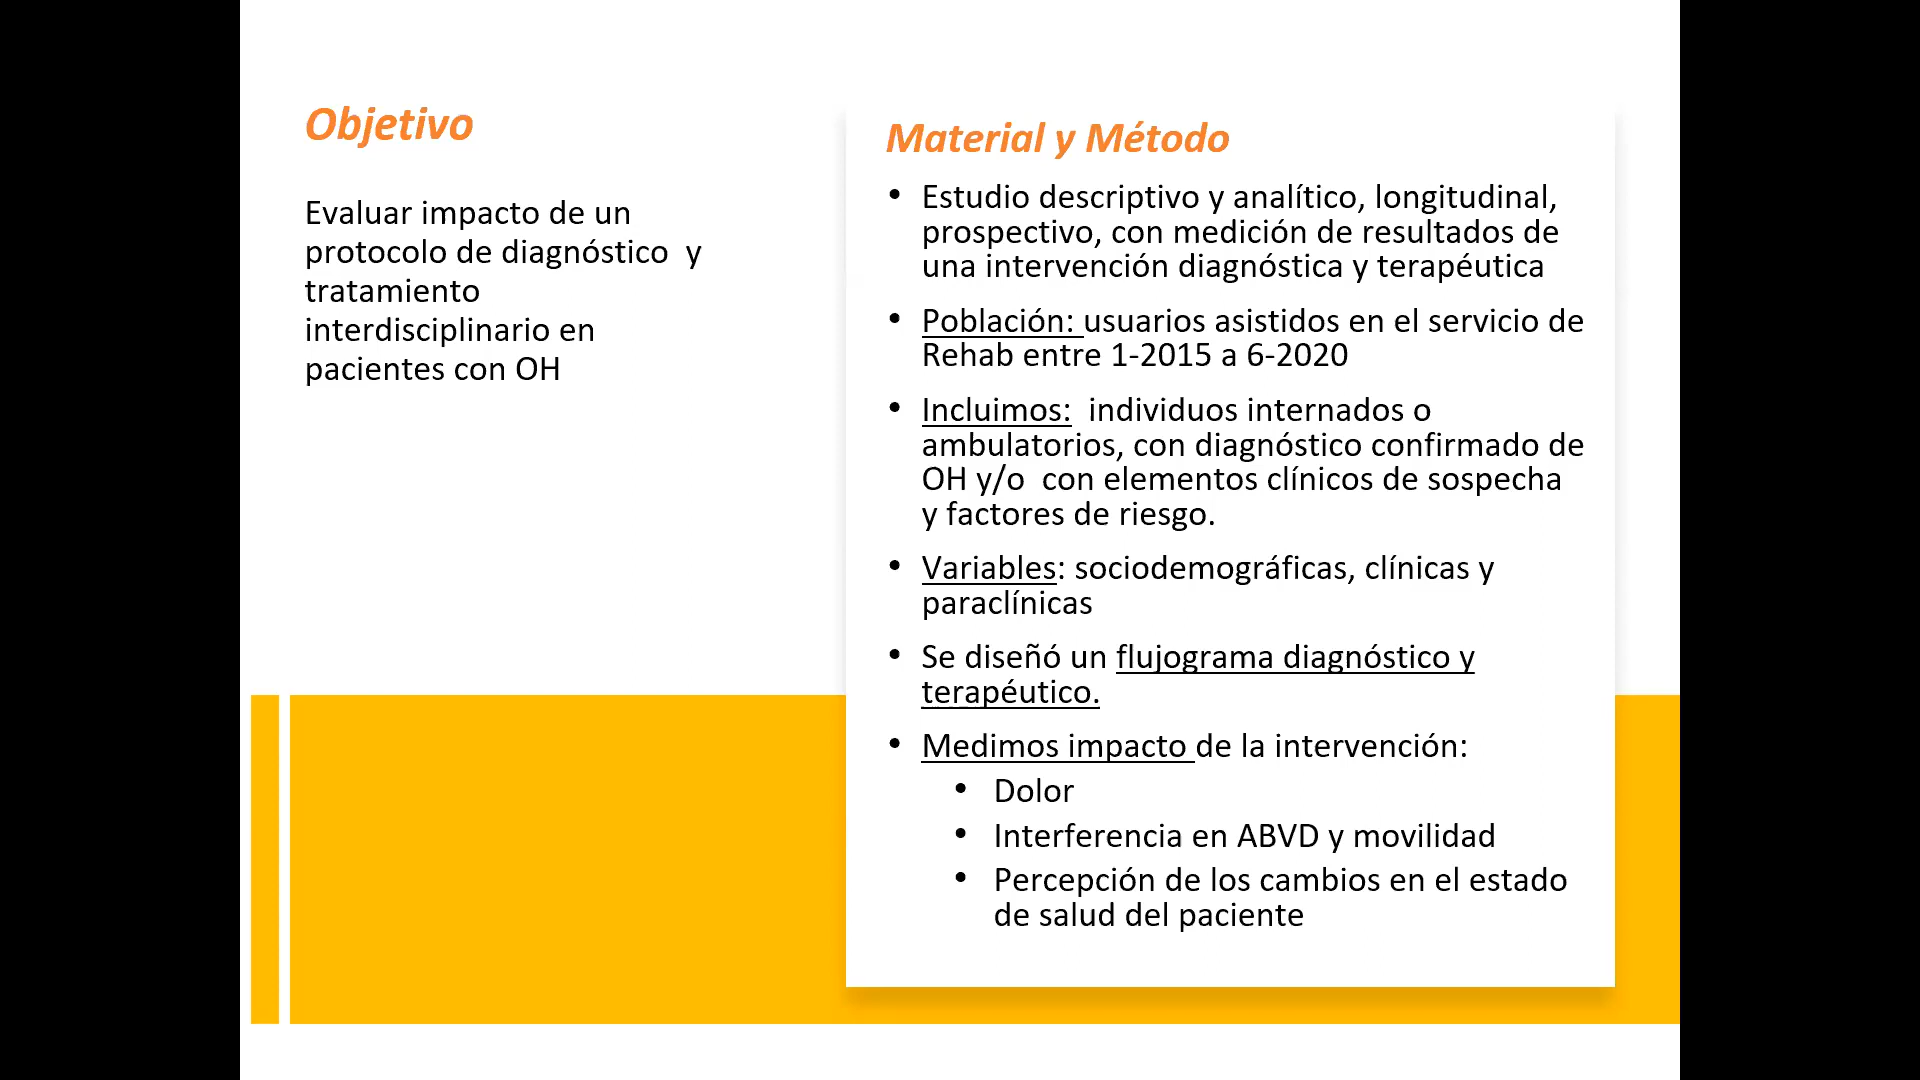 Objetivo
Evaluar impacto de un
protocolo de diagnóstico  y
tratamiento
interdisciplinario en
pacientes con OH
Material y Método
• Estudio descriptivo y analítico, longitudinal,
prospectivo, con medición de resultados de
una intervención diagnóstica y terapéutica
• Población: usuarios asistidos en el servicio de
Rehab entre 1-2015 a 6-2020
• Incluimos:  individuos internados o
ambulatorios, con diagnóstico confirmado de
OH y/o  con elementos clínicos de sospecha
y factores de riesgo.
• Variables: sociodemográficas, clínicas y
paraclínicas
• Se diseñó un flujograma diagnóstico y
terapéutico.
• Medimos impacto de la intervención:
• Dolor
• Interferencia en ABVD y movilidad
• Percepción de los cambios en el estado
de salud del paciente